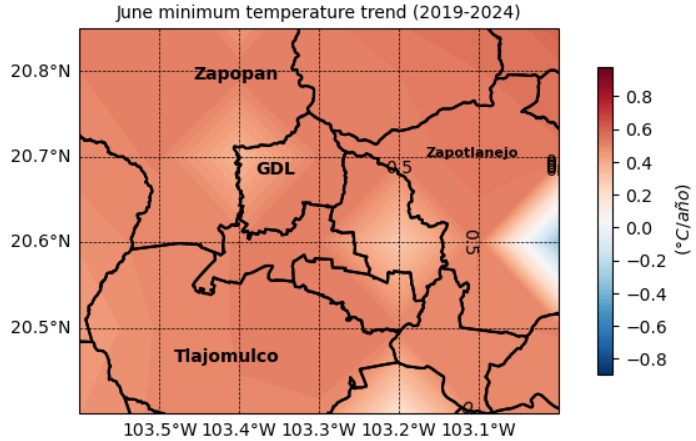 June minimum temperature trend (2019-2024)
20.8°N
Zapopan
0.8
0.6
20.7°N
GDL
0.5
Zapotlanejo
0.4
0.2
20.6°N
0.5
0.0
(°C/año)
−0.2
−0.4
20.5°N
Tlajomulco
−0.6
−0.8
103.5°W 103.4°W 103.3°W 103.2°W 103.1°W